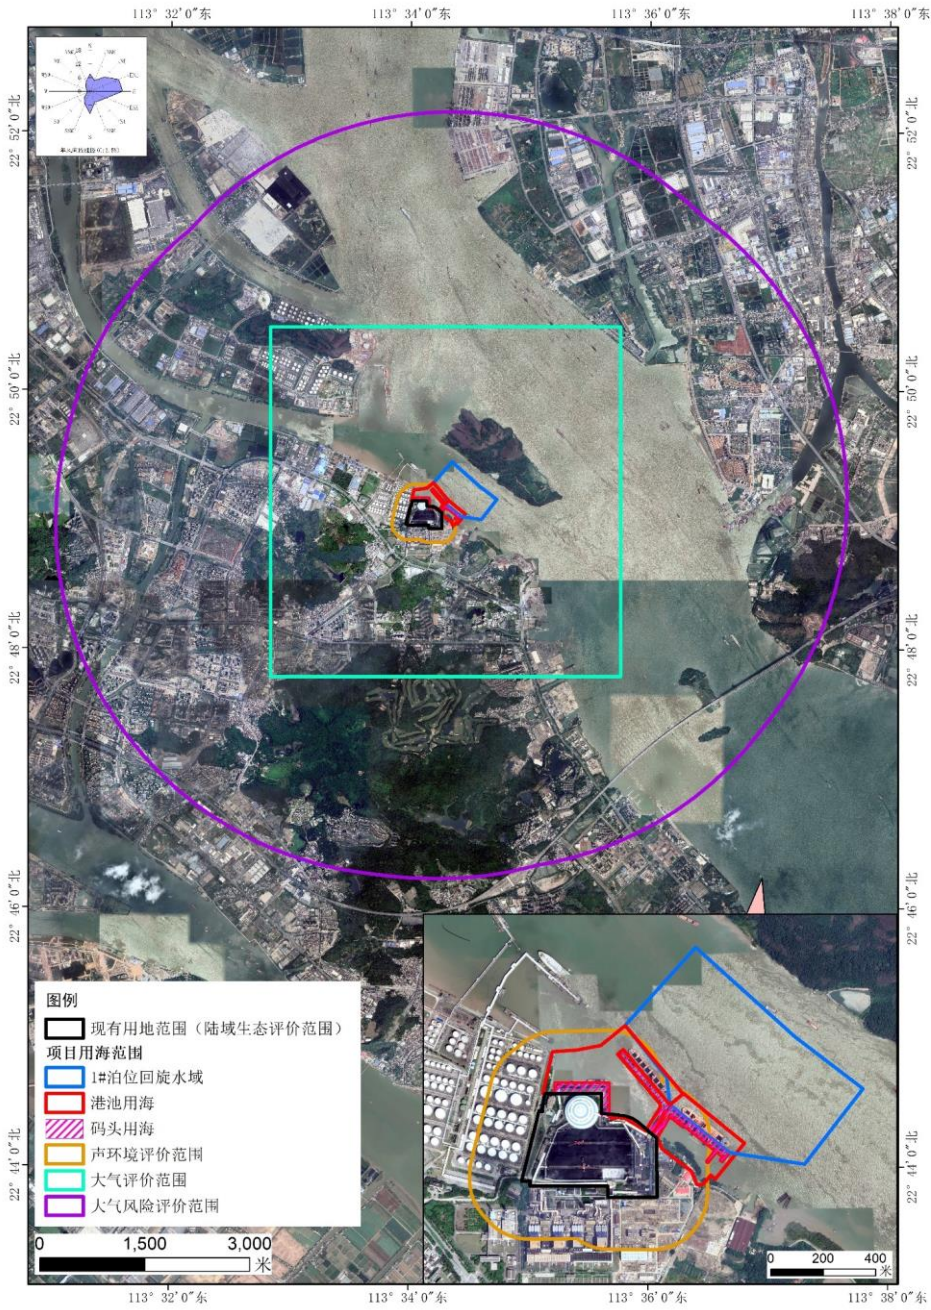 113° 32′ 0″东
113° 34′ 0″东
113° 36′ 0″东
113° 38′ 0″东
22° 52′ 0″北
22° 50′ 0″北
22° 48′ 0″北
22° 46′ 0″北
22° 44′ 0″北
22° 52′ 0″北
22° 50′ 0″北
22° 48′ 0″北
22° 46′ 0″北
22° 44′ 0″北
图例
现有用地范围（陆域生态评价范围）
项目用海范围
1#泊位回旋水域
港池用海
码头用海
声环境评价范围
大气评价范围
大气风险评价范围
0 1,500 3,000
米
0 200 400
米
113° 32′ 0″东
113° 34′ 0″东
113° 36′ 0″东
113° 38′ 0″东